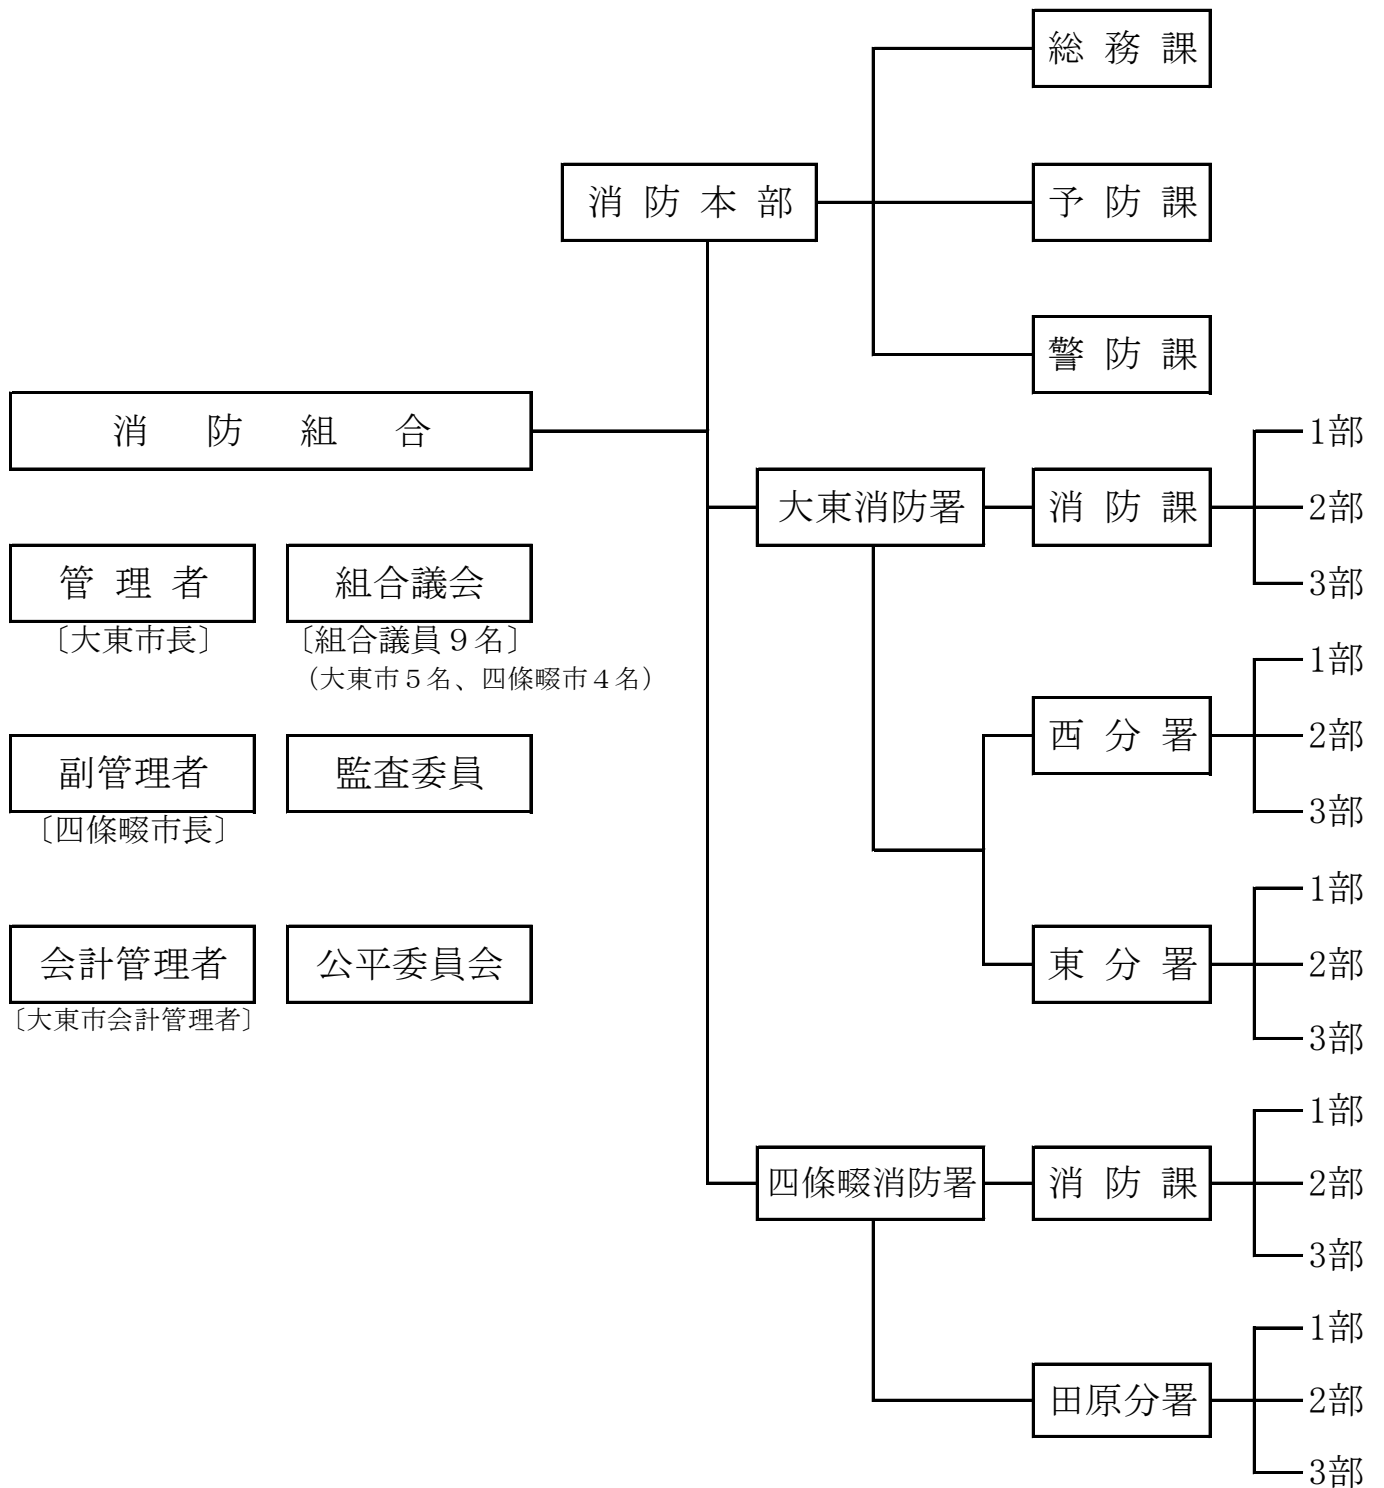 総務課
消防本部
予防課
警防課
消防組合
1部
大東消防署
消防課
2部
3部
管理者
組合議会
〔大東市長〕
〔組合議員９名〕
（大東市５名、四條畷市４名）
1部
西分署
2部
3部
副管理者
監査委員
〔四條畷市長〕
1部
東分署
2部
3部
会計管理者
公平委員会
〔大東市会計管理者〕
1部
四條畷消防署
消防課
2部
3部
1部
田原分署
2部
3部